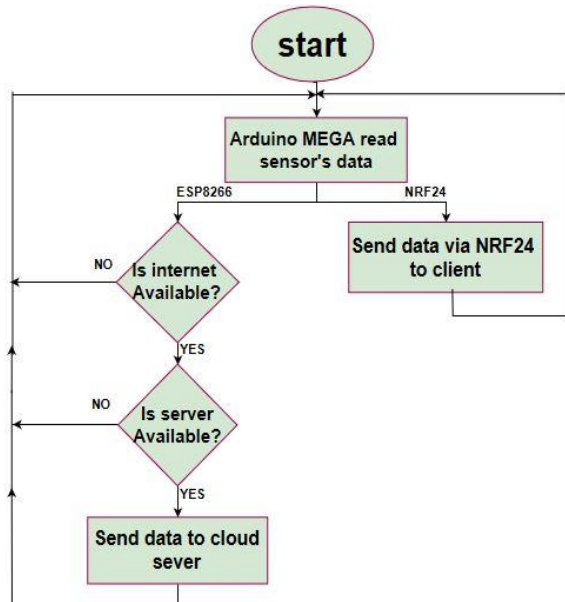 start
Arduino MEGA read
sensor's data
ESP8266
NRF24
Send data via NRF24
to client
NO
Is internet
Available?
YES
NO
Is server
Available?
YES
Send data to cloud
sever